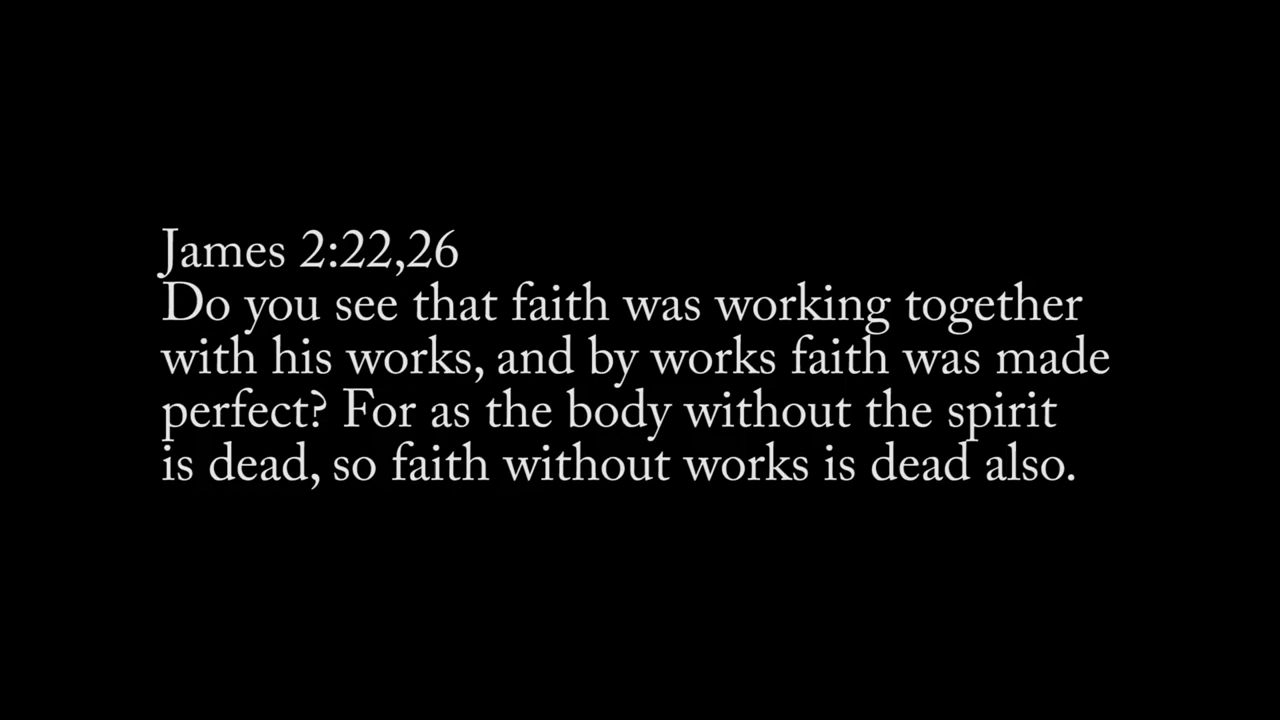 James 2:22,26
Do you see that faith was working together
with his works, and by works faith was made
perfect? For as the body without the spirit
is dead, so faith without works is dead also.